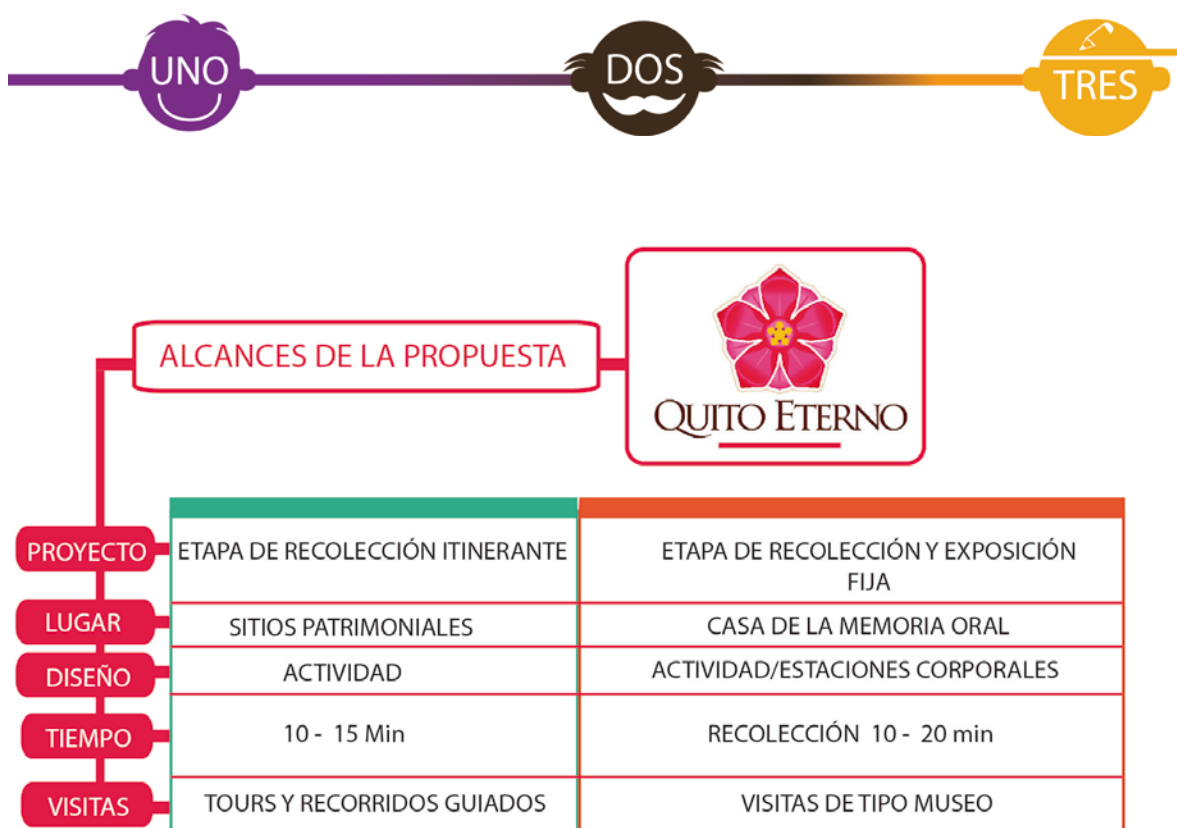 UNO
DOS
TRES
ALCANCES DE LA PROPUESTA
QUITO ETERNO
PROYECTO
ETAPA DE RECOLECCIÓN ITINERANTE
ETAPA DE RECOLECCIÓN Y EXPOSICIÓN
FIJA
LUGAR
SITIOS PATRIMONIALES
CASA DE LA MEMORIA ORAL
DISEÑO
ACTIVIDAD
ACTIVIDAD/ESTACIONES CORPORALES
TIEMPO
10 - 15 Min
RECOLECCIÓN 10 - 20 min
VISITAS
TOURS Y RECORRIDOS GUIADOS
VISITAS DE TIPO MUSEO